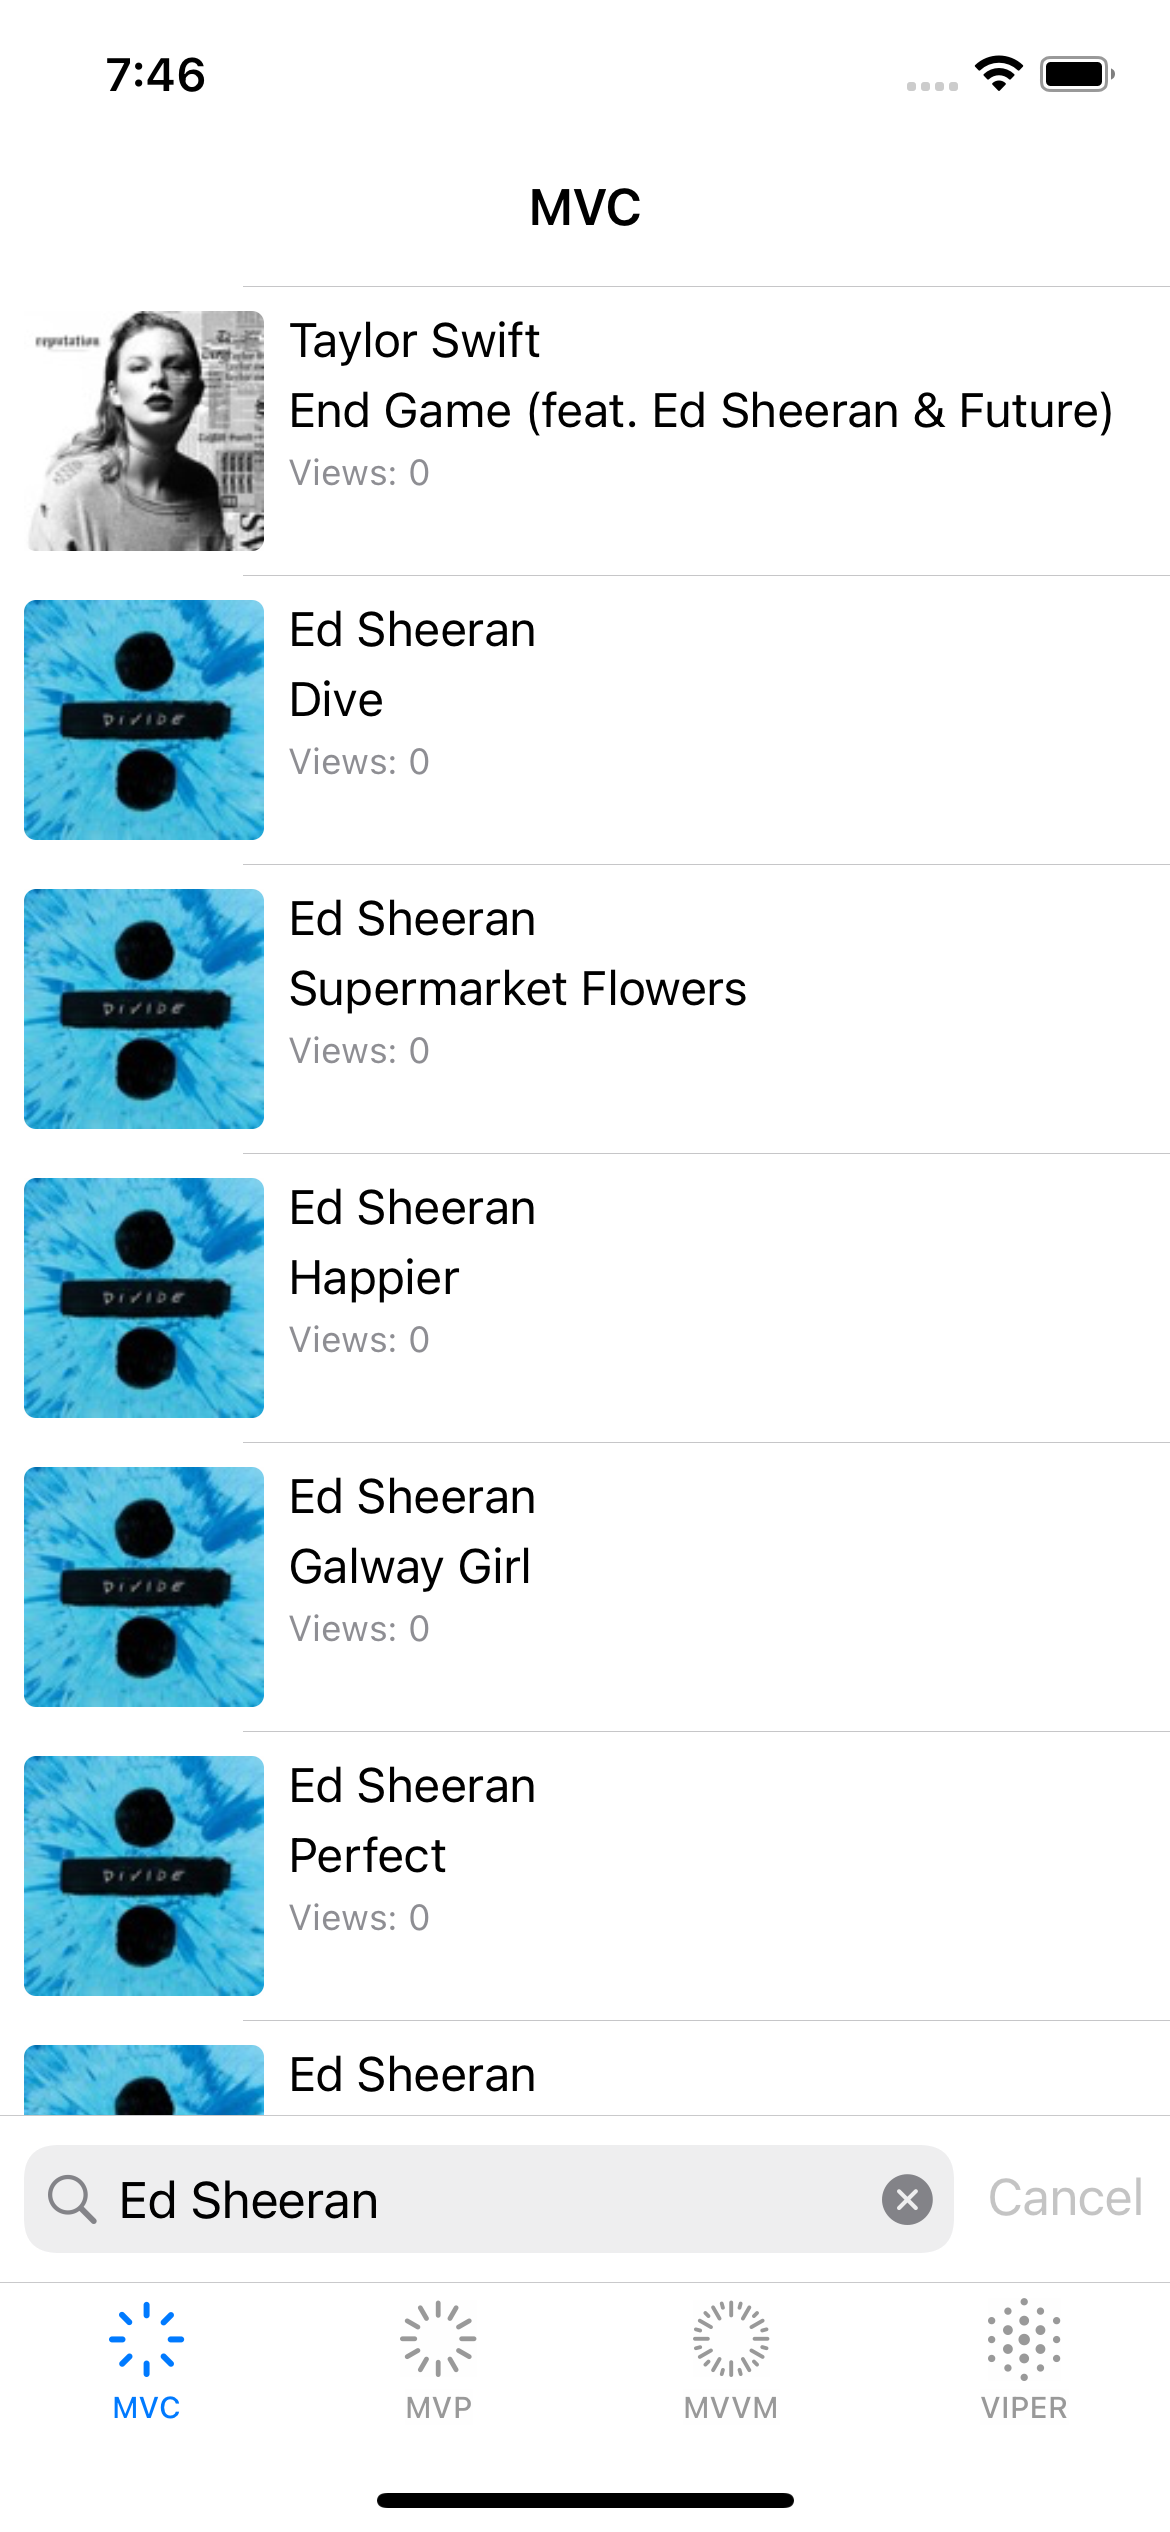 7:46
MVC
reputation
Taylor Swift
End Game (feat. Ed Sheeran & Future)
Views: 0
DIVIDE
Ed Sheeran
Dive
Views: 0
DIVIDE
Ed Sheeran
Supermarket Flowers
Views: 0
DIVIDE
Ed Sheeran
Happier
Views: 0
DIVIDE
Ed Sheeran
Galway Girl
Views: 0
DIVIDE
Ed Sheeran
Perfect
Views: 0
Ed Sheeran
Ed Sheeran
Cancel
MVC
MVP
MVVM
VIPER